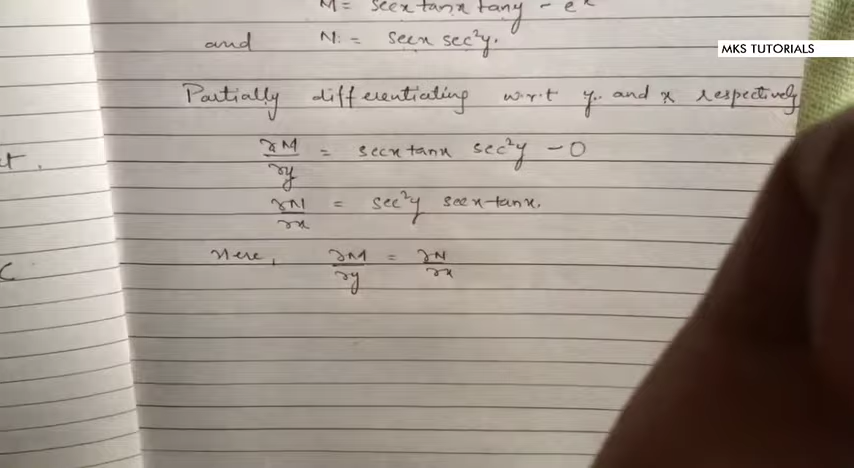 M = secx tanx tany - e^x
and N = secx sec²y.
MKS TUTORIALS
Partially differentiating w.r.t y and x respectively
∂M/∂y = secx tanx sec²y - 0
∂N/∂x = sec²y secx tanx.
Here, ∂M/∂y = ∂N/∂x